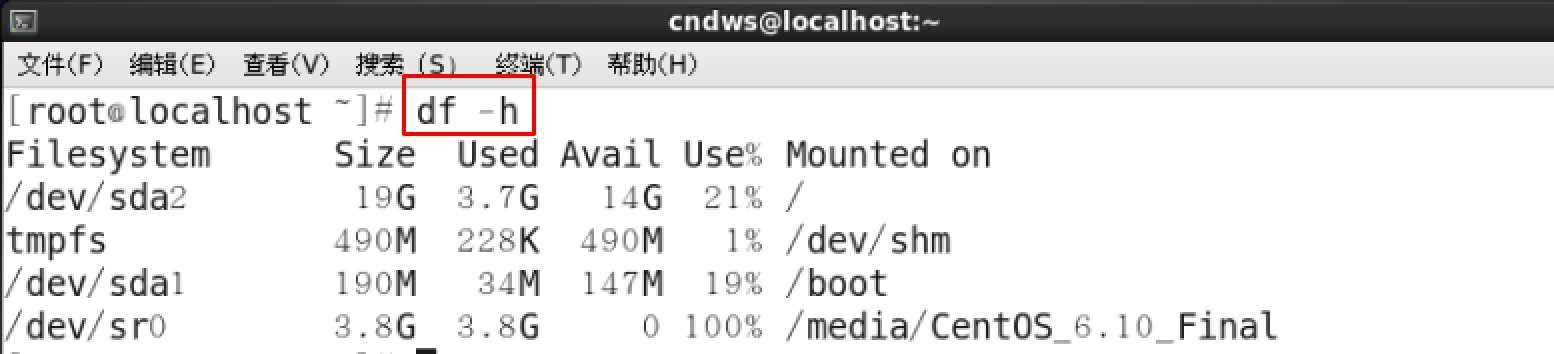 cndws@localhost:~
文件(F) 编辑(E) 查看(V) 搜索 (S) 终端(T) 帮助(H)
[root@localhost ~]# df -h
Filesystem Size Used Avail Use% Mounted on
/dev/sda2 19G 3.7G 14G 21% /
tmpfs 490M 228K 490M 1% /dev/shm
/dev/sda1 190M 34M 147M 19% /boot
/dev/sr0 3.8G 3.8G 0 100% /media/CentOS_6.10_Final